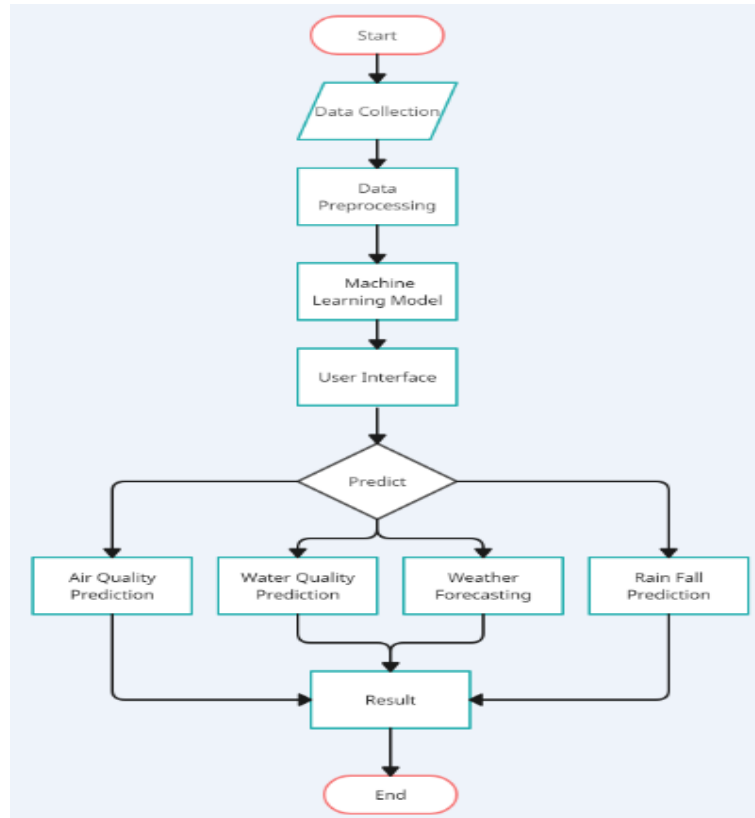 Start
Data Collection
Data
Preprocessing
Machine
Learning Model
User Interface
Predict
Air Quality
Prediction
Water Quality
Prediction
Weather
Forecasting
Rain Fall
Prediction
Result
End